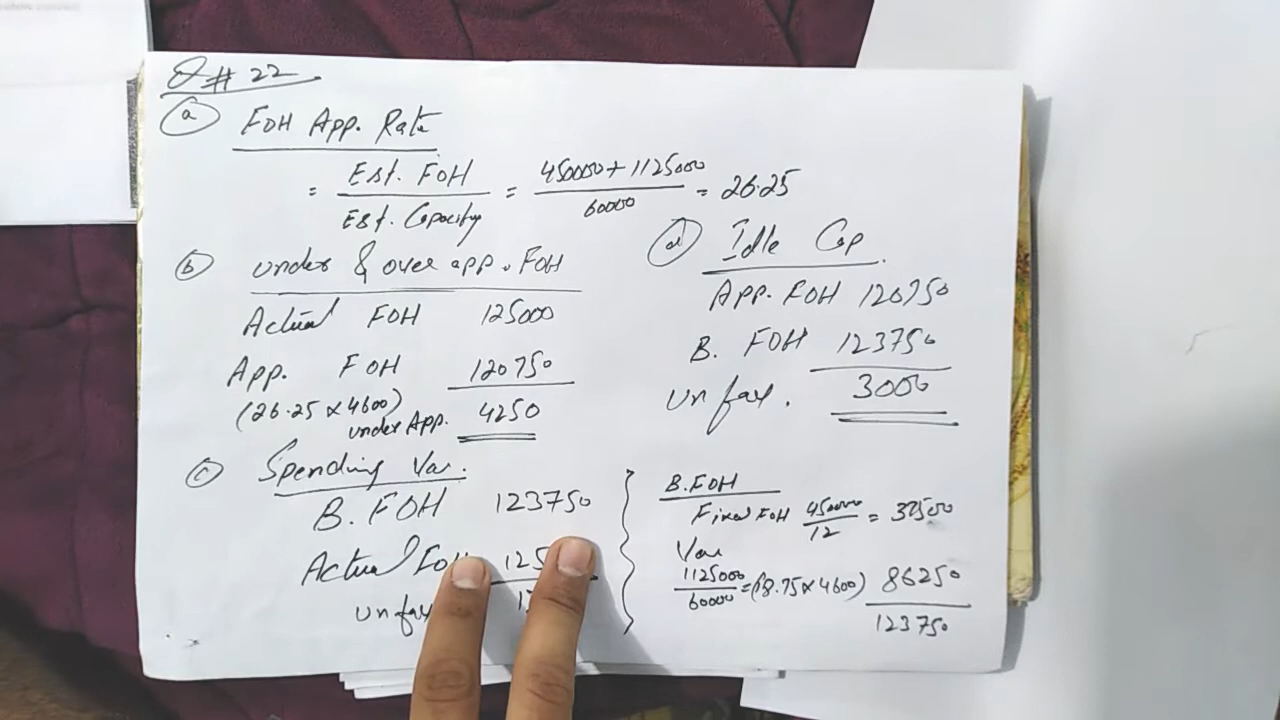 Q # 22
(a) FOH App. Rate
= Est. FOH / Est. Capacity = 450000 + 1125000 / 60000 = 26.25
(b) under & over app. FOH
Actual FOH 125000
App. FOH 120750
(26.25 x 4600)
under App. 4250
(c) Spending Var.
B. FOH 123750
Actual FOH 125
unfav
(d) Idle Cap.
App. FOH 120750
B. FOH 123750
unfav. 3000
B. FOH
Fixed FOH 450000 / 12 = 37500
Var
1125000 / 60000 = (18.75 x 4600) 86250
123750